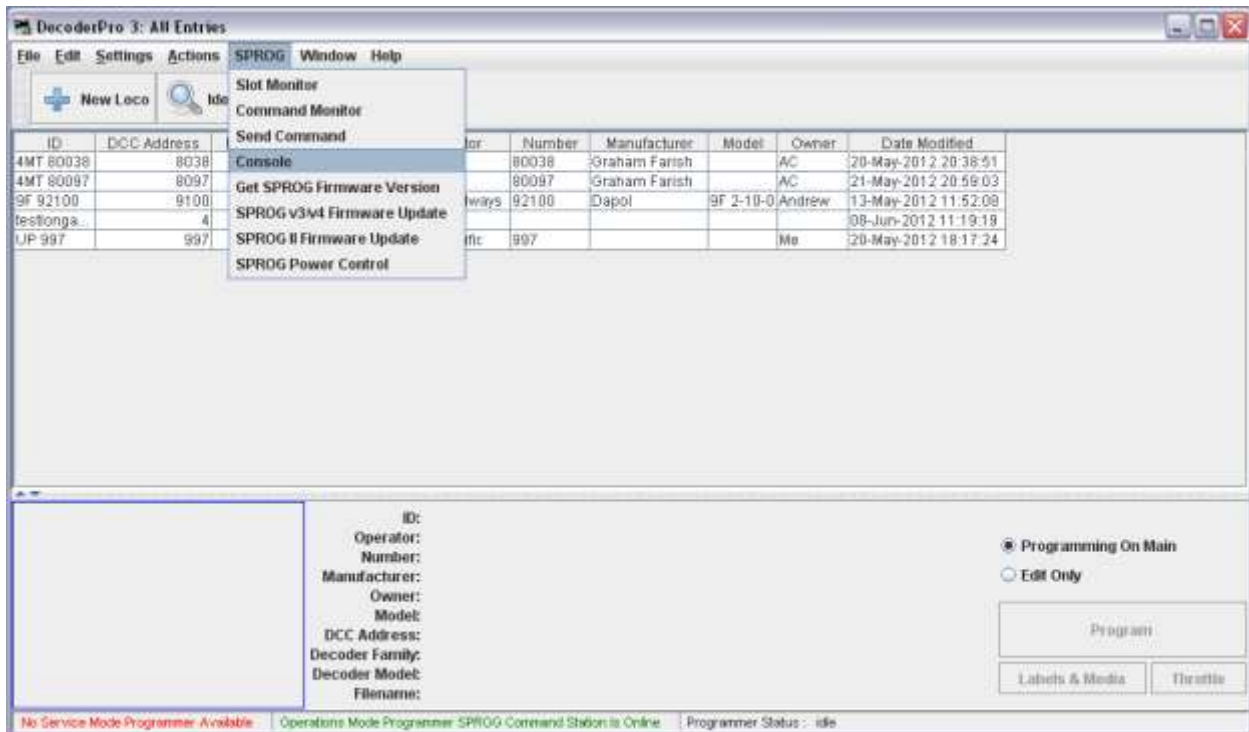 DecoderPro 3: All Entries
File Edit Settings Actions SPROG Window Help
New Loco Ide
Slot Monitor
Command Monitor
Send Command
Console
Get SPROG Firmware Version
SPROG v3/v4 Firmware Update
SPROG II Firmware Update
SPROG Power Control
ID DCC Address tor Number Manufacturer Model Owner Date Modified
4MT 80038 8038 80038 Graham Farish AC 20-May-2012 20:38:51
4MT 80097 8097 80097 Graham Farish AC 21-May-2012 20:59:03
9F 92100 9100 lways 92100 Dapol 9F 2-10-0 Andrew 13-May-2012 11:52:08
testlonga... 4 08-Jun-2012 11:19:19
UP 997 997 ific 997 Me 20-May-2012 18:17:24
ID:
Operator:
Number:
Manufacturer:
Owner:
Model:
DCC Address:
Decoder Family:
Decoder Model:
Filename:
Programming On Main
Edit Only
Program
Labels & Media Throttle
No Service Mode Programmer Available Operations Mode Programmer SPROG Command Station Is Online Programmer Status : idle